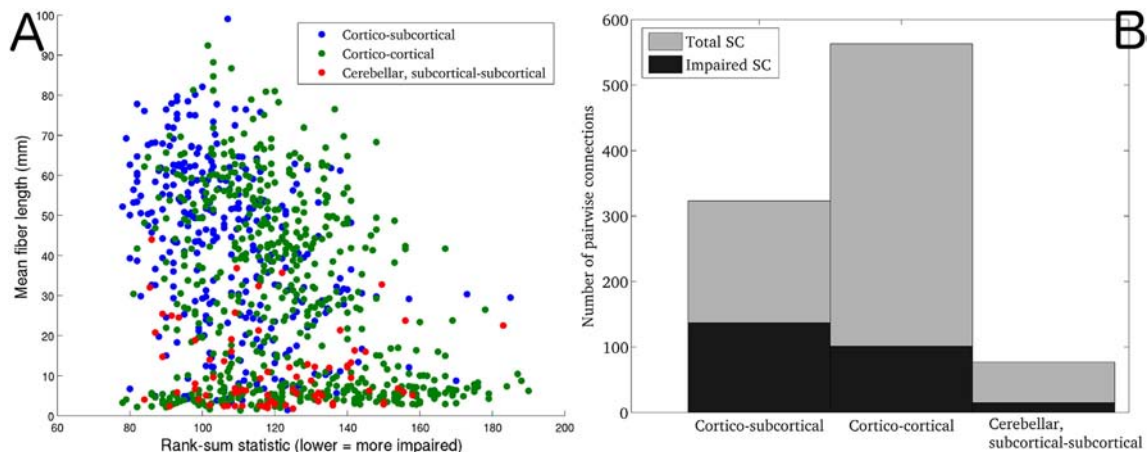 A
100
90
80
70
60
50
40
30
20
10
0
Mean fiber length (mm)
60 80 100 120 140 160 180 200
Rank-sum statistic (lower = more impaired)
Cortico-subcortical
Cortico-cortical
Cerebellar, subcortical-subcortical
B
600
500
400
300
200
100
0
Number of pairwise connections
Total SC
Impaired SC
Cortico-subcortical
Cortico-cortical
Cerebellar,
subcortical-subcortical